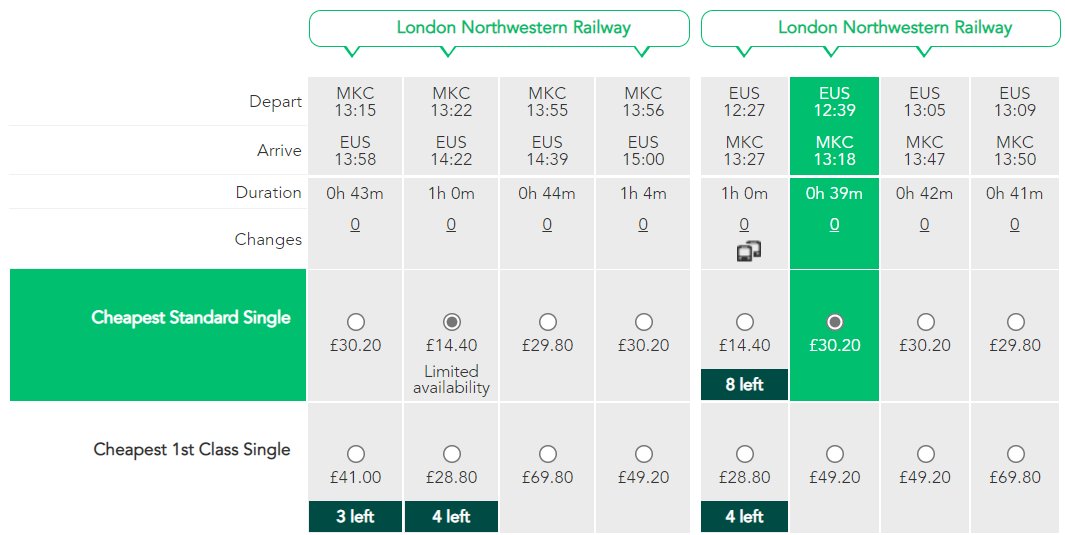 London Northwestern Railway London Northwestern Railway
Depart MKC 13:15 MKC 13:22 MKC 13:55 MKC 13:56 EUS 12:27 EUS 12:39 EUS 13:05 EUS 13:09
Arrive EUS 13:58 EUS 14:22 EUS 14:39 EUS 15:00 MKC 13:27 MKC 13:18 MKC 13:47 MKC 13:50
Duration 0h 43m 1h 0m 0h 44m 1h 4m 1h 0m 0h 39m 0h 42m 0h 41m
Changes 0 0 0 0 0 0 0 0
Cheapest Standard Single
£30.20 £14.40 £29.80 £30.20 £14.40 £30.20 £30.20 £29.80
Limited availability
8 left
Cheapest 1st Class Single
£41.00 £28.80 £69.80 £49.20 £28.80 £49.20 £49.20 £69.80
3 left 4 left 4 left